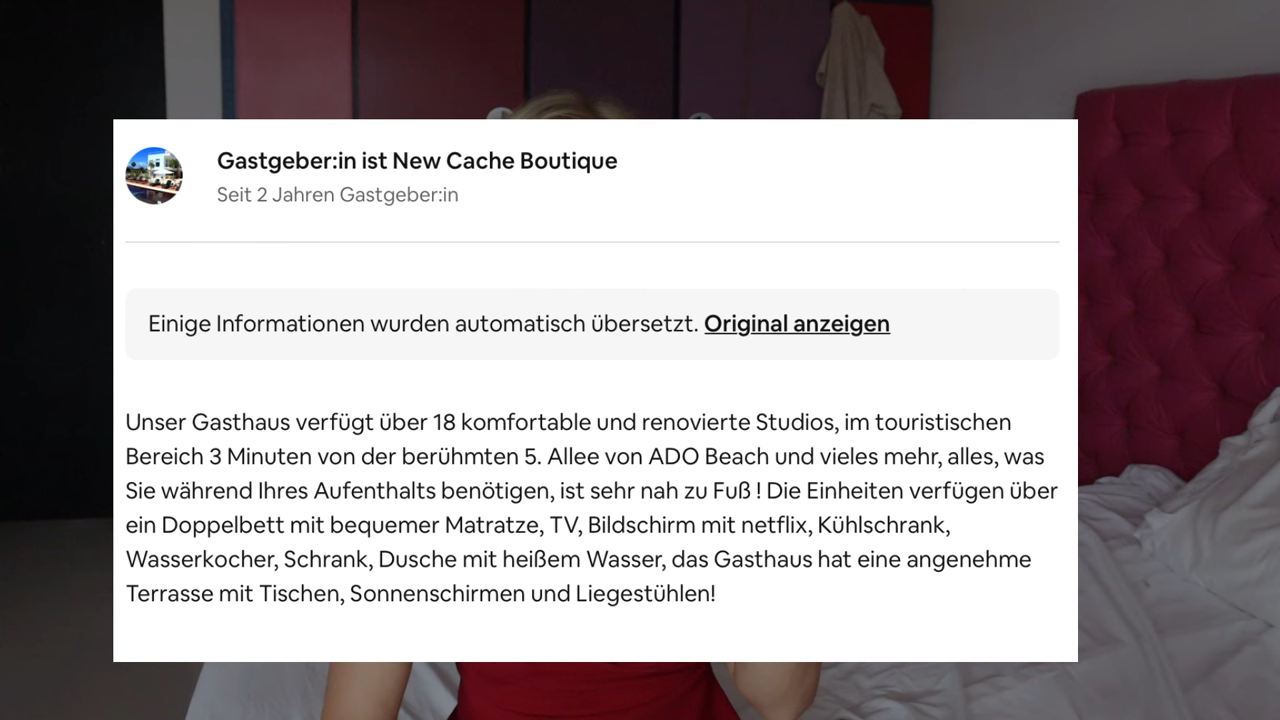 Gastgeber:in ist New Cache Boutique
Seit 2 Jahren Gastgeber:in
Einige Informationen wurden automatisch übersetzt. Original anzeigen
Unser Gasthaus verfügt über 18 komfortable und renovierte Studios, im touristischen
Bereich 3 Minuten von der berühmten 5. Allee von ADO Beach und vieles mehr, alles, was
Sie während Ihres Aufenthalts benötigen, ist sehr nah zu Fuß ! Die Einheiten verfügen über
ein Doppelbett mit bequemer Matratze, TV, Bildschirm mit netflix, Kühlschrank,
Wasserkocher, Schrank, Dusche mit heißem Wasser, das Gasthaus hat eine angenehme
Terrasse mit Tischen, Sonnenschirmen und Liegestühlen!